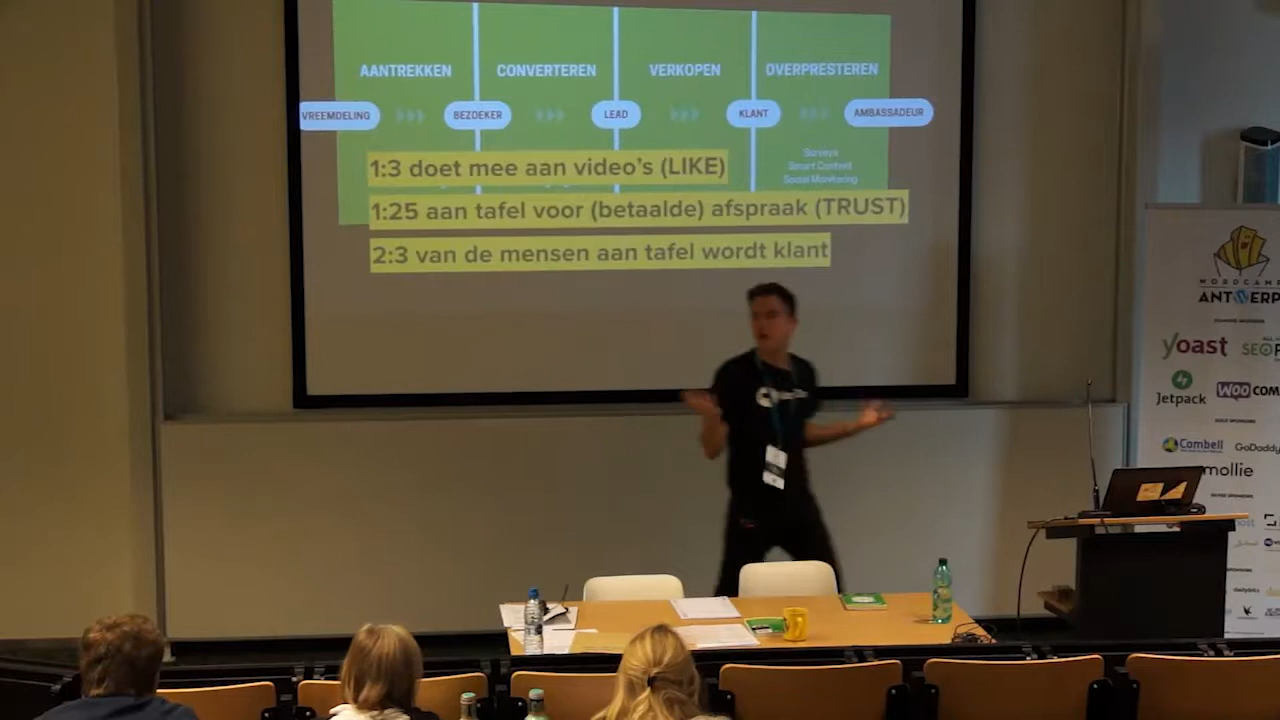 AANTREKKEN
CONVERTEREN
VERKOPEN
OVERPRESTEREN
VREEMDELING
BEZOEKER
LEAD
KLANT
AMBASSADEUR
Surveys
Smart Content
Social Monitoring
1:3 doet mee aan video's (LIKE)
1:25 aan tafel voor (betaalde) afspraak (TRUST)
2:3 van de mensen aan tafel wordt klant
WORDCAMP
ANTWERP
yoast
SEO
Jetpack
WOO COM
Combell
GoDaddy
mollie